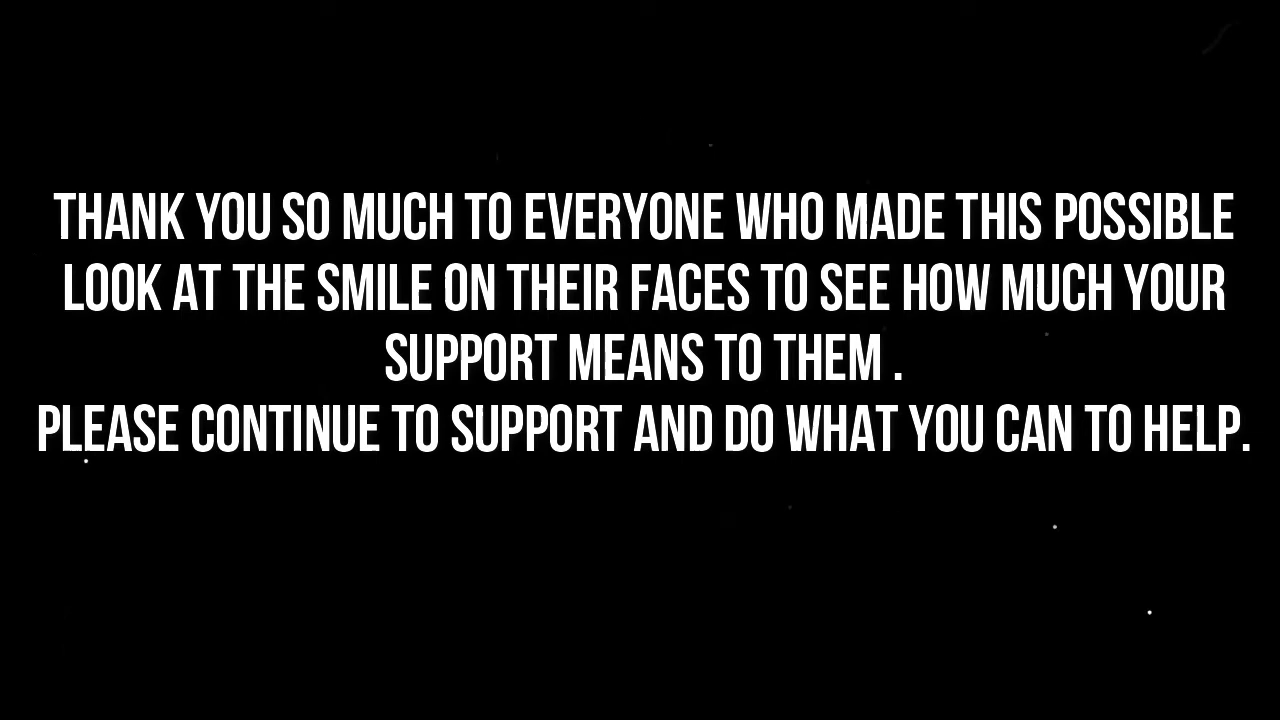 THANK YOU SO MUCH TO EVERYONE WHO MADE THIS POSSIBLE
LOOK AT THE SMILE ON THEIR FACES TO SEE HOW MUCH YOUR
SUPPORT MEANS TO THEM .
PLEASE CONTINUE TO SUPPORT AND DO WHAT YOU CAN TO HELP.